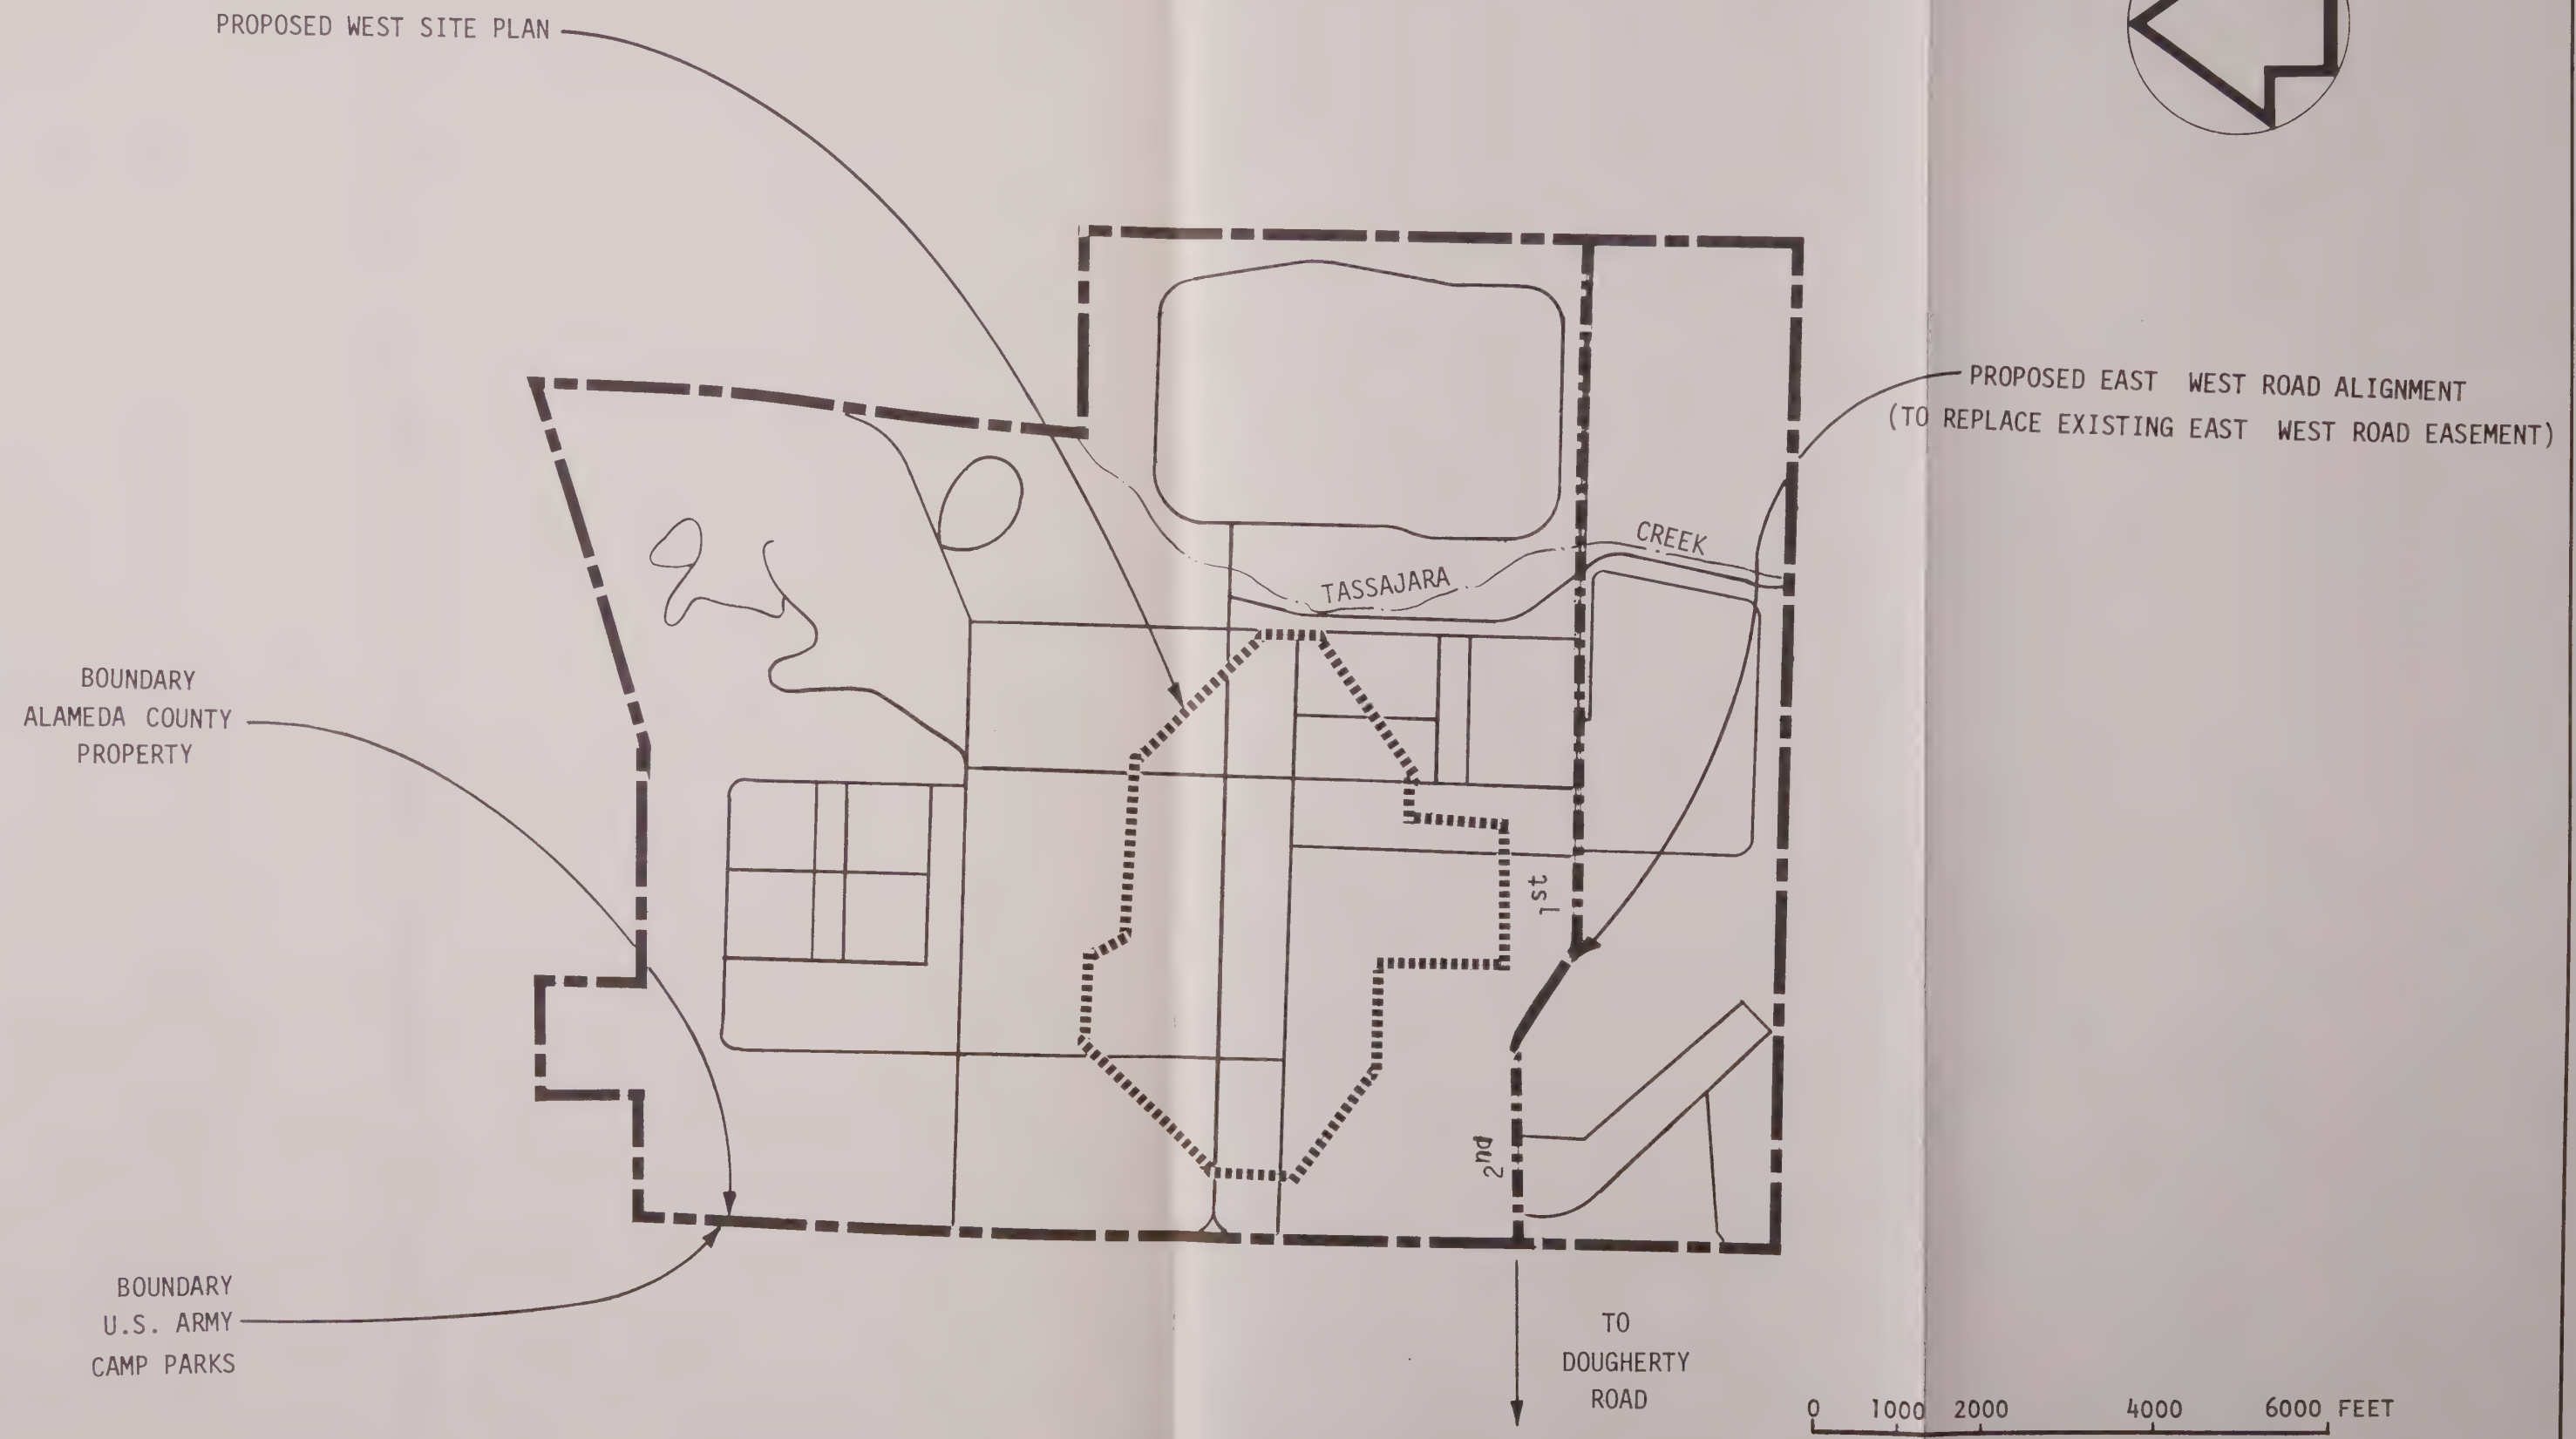 PROPOSED WEST SITE PLAN
PROPOSED EAST WEST ROAD ALIGNMENT
(TO REPLACE EXISTING EAST WEST ROAD EASEMENT)
CREEK
TASSAJARA
BOUNDARY
ALAMEDA COUNTY
PROPERTY
1st
2nd
BOUNDARY
U.S. ARMY
CAMP PARKS
TO
DOUGHERTY
ROAD
0 1000 2000 4000 6000 FEET